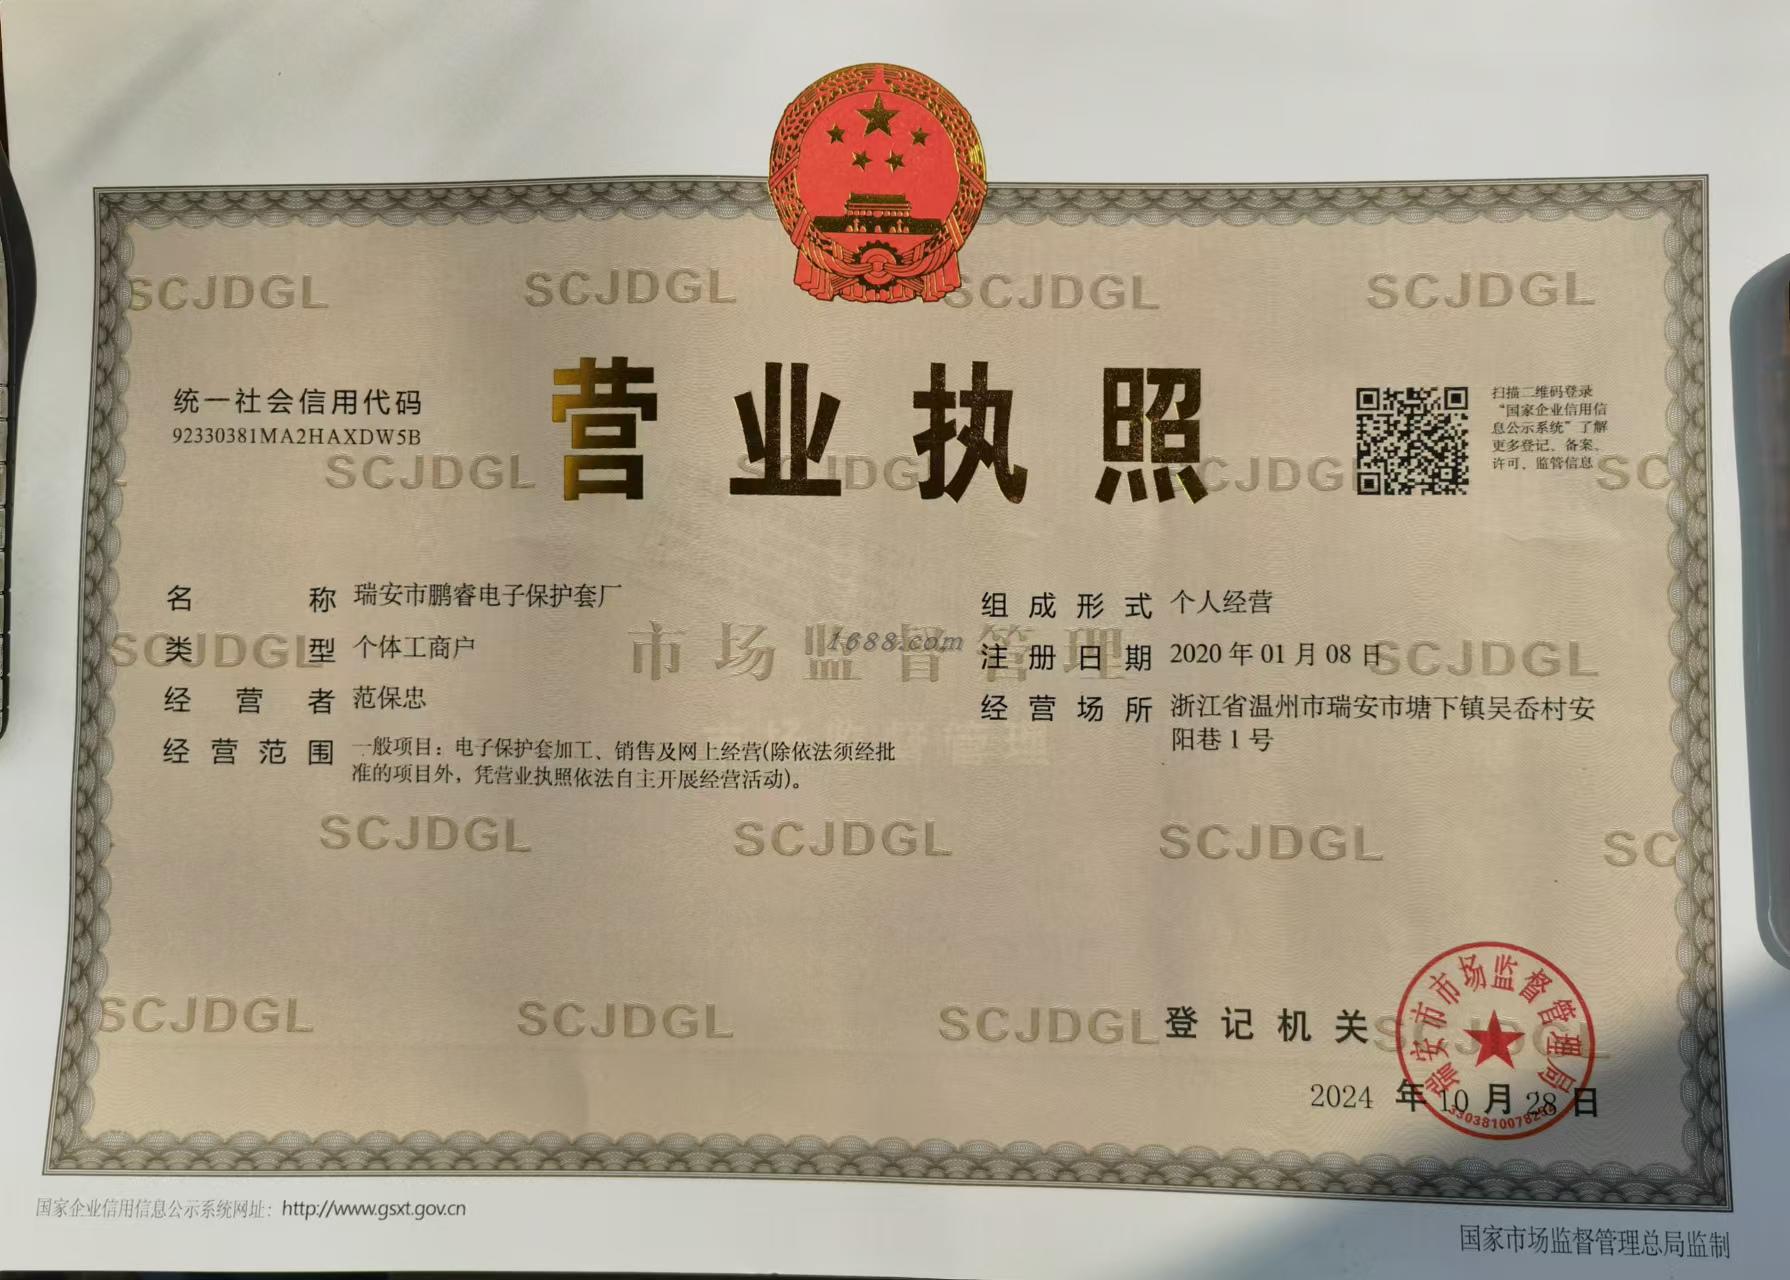 营业执照
统一社会信用代码
92330381MA2HAXDW5B
扫描二维码登录
“国家企业信用信
息公示系统”了解
更多登记、备案、
许可、监管信息
名称 瑞安市鹏睿电子保护套厂
类型 个体工商户
经营者 范保忠
经营范围 一般项目：电子保护套加工、销售及网上经营(除依法须经批
准的项目外，凭营业执照依法自主开展经营活动)。
组成形式 个人经营
注册日期 2020年01月08日
经营场所 浙江省温州市瑞安市塘下镇吴岙村安
阳巷1号
SCJDGL SCJDGL SCJDGL SCJDGL
市场监督管理
1688.com
登记机关
瑞安市市场监督管理局
2024年10月28日
国家企业信用信息公示系统网址：http://www.gsxt.gov.cn
国家市场监督管理总局监制